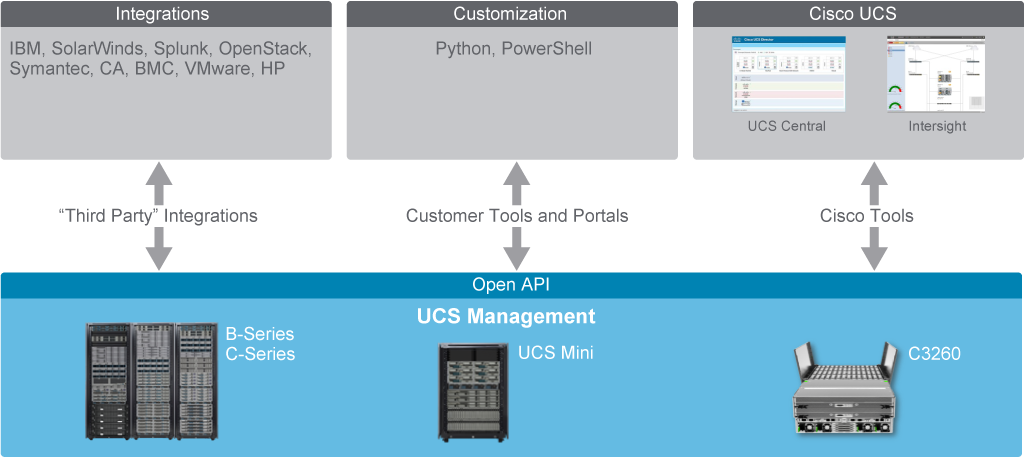 Integrations
IBM, SolarWinds, Splunk, OpenStack,
Symantec, CA, BMC, VMware, HP
Customization
Python, PowerShell
Cisco UCS
UCS Central
Intersight
“Third Party” Integrations
Customer Tools and Portals
Cisco Tools
Open API
UCS Management
B-Series
C-Series
UCS Mini
C3260